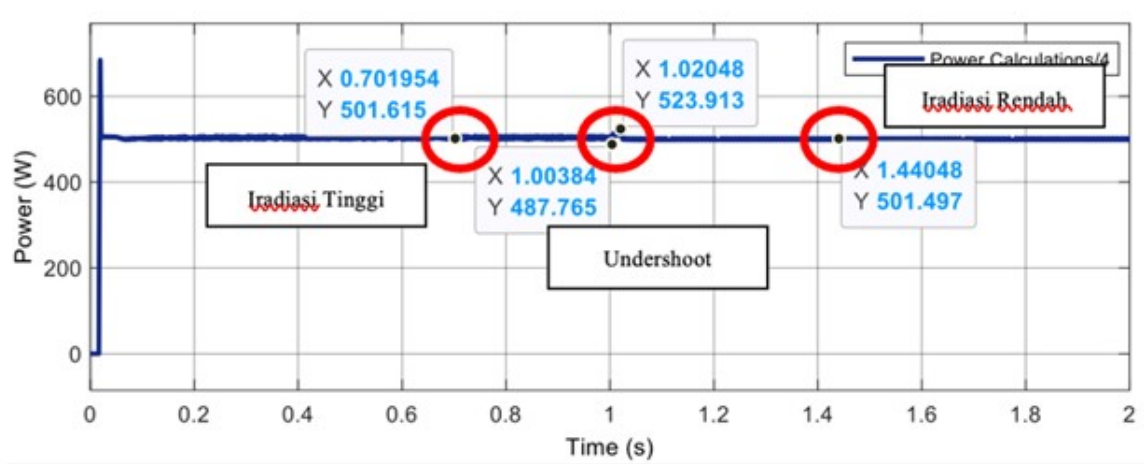 X 0.701954
Y 501.615
X 1.02048
Y 523.913
Power Calculations/4
Iradiasi Rendah
X 1.00384
Y 487.765
X 1.44048
Y 501.497
Iradiasi Tinggi
Undershoot
Power (W)
600
400
200
0
0 0.2 0.4 0.6 0.8 1 1.2 1.4 1.6 1.8 2
Time (s)